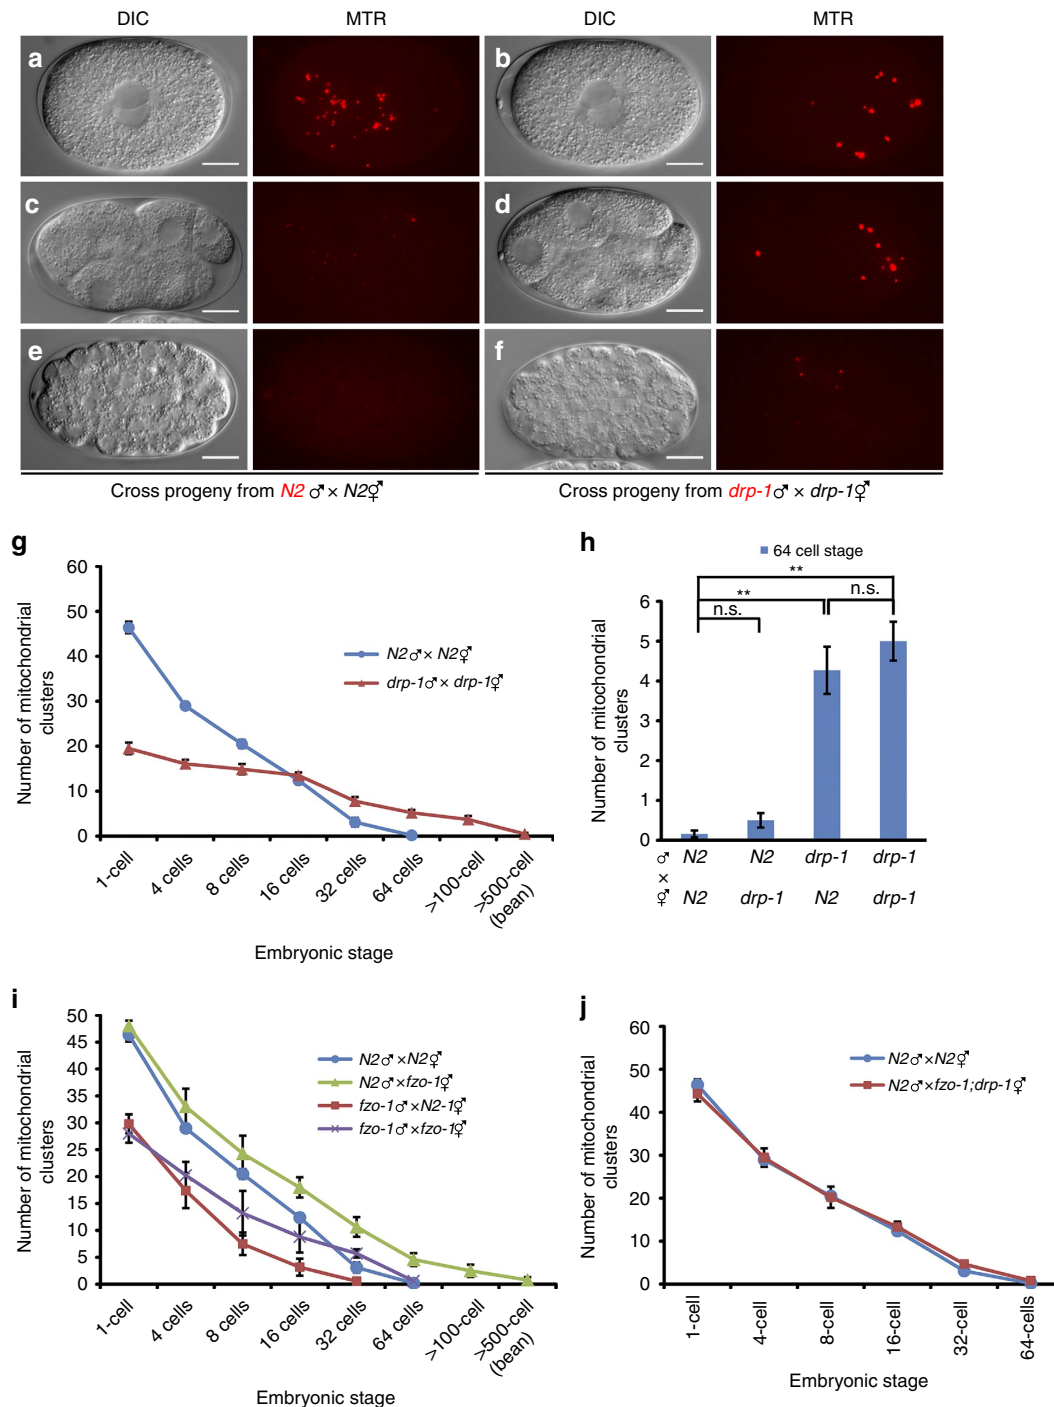 DIC MTR DIC MTR
a
b
c
d
e
f
Cross progeny from N2 ♂ × N2⚥
Cross progeny from drp-1♂ × drp-1⚥
g
Number of mitochondrial
clusters
60
50
40
30
20
10
0
N2♂ × N2⚥
drp-1♂ × drp-1⚥
1-cell
4 cells
8 cells
16 cells
32 cells
64 cells
>100-cell
>500-cell
(bean)
Embryonic stage
h
64 cell stage
**
**
n.s.
n.s.
Number of mitochondrial
clusters
6
5
4
3
2
1
0
♂ N2 N2 drp-1 drp-1
×
⚥ N2 drp-1 N2 drp-1
i
Number of mitochondrial
clusters
50
45
40
35
30
25
20
15
10
5
0
N2♂×N2⚥
N2♂×fzo-1⚥
fzo-1♂×N2-1⚥
fzo-1♂×fzo-1⚥
1-cell
4 cells
8 cells
16 cells
32 cells
64 cells
>100-cell
>500-cell
(bean)
Embryonic stage
j
Number of mitochondrial
clusters
60
50
40
30
20
10
0
N2♂×N2⚥
N2♂×fzo-1;drp-1⚥
1-cell
4-cell
8-cell
16-cell
32-cell
64-cells
Embryonic stage